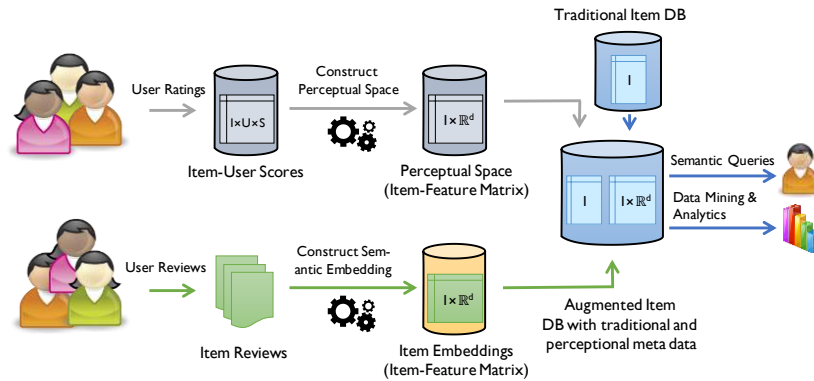 Traditional Item DB
I
User Ratings
I×U×S
Item-User Scores
Construct
Perceptual Space
I×ℝᵈ
Perceptual Space
(Item-Feature Matrix)
I
I×ℝᵈ
Semantic Queries
Data Mining &
Analytics
User Reviews
Item Reviews
Construct Sem-
antic Embedding
I×ℝᵈ
Item Embeddings
(Item-Feature Matrix)
Augmented Item
DB with traditional and
perceptional meta data